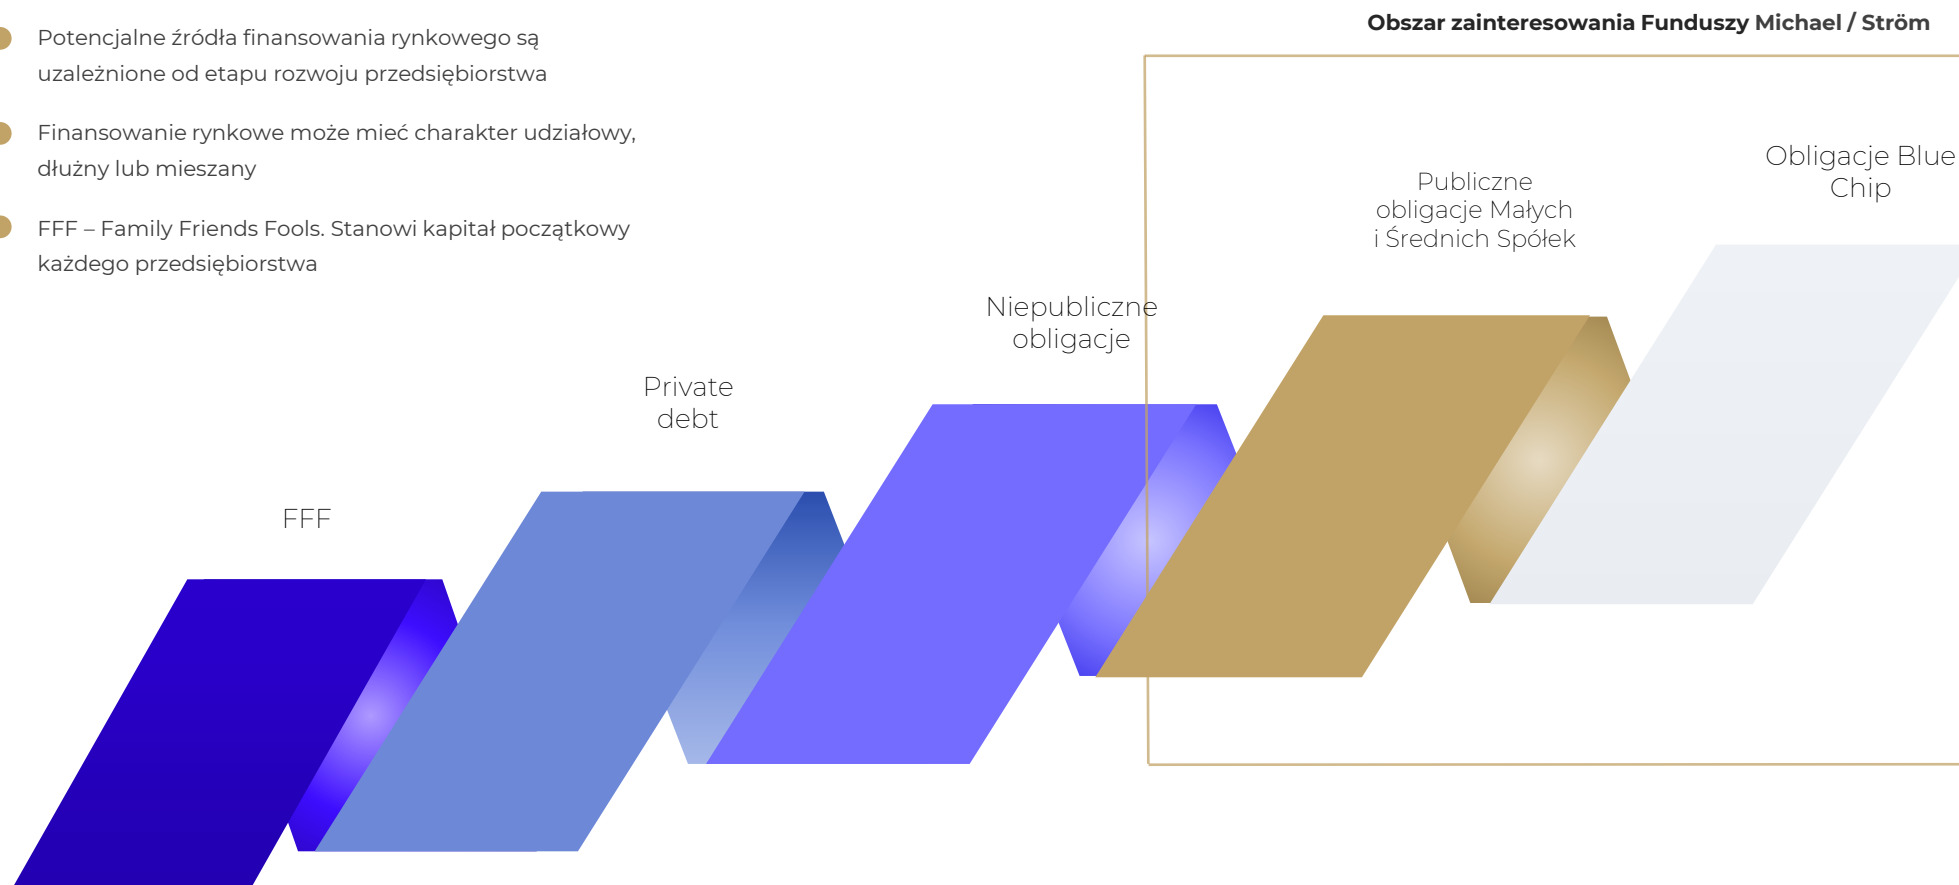 Obszar zainteresowania Funduszy Michael / Ström
Potencjalne źródła finansowania rynkowego są
uzależnione od etapu rozwoju przedsiębiorstwa
Finansowanie rynkowe może mieć charakter udziałowy,
dłużny lub mieszany
FFF – Family Friends Fools. Stanowi kapitał początkowy
każdego przedsiębiorstwa
FFF
Private
debt
Niepubliczne
obligacje
Publiczne
obligacje Małych
i Średnich Spółek
Obligacje Blue
Chip